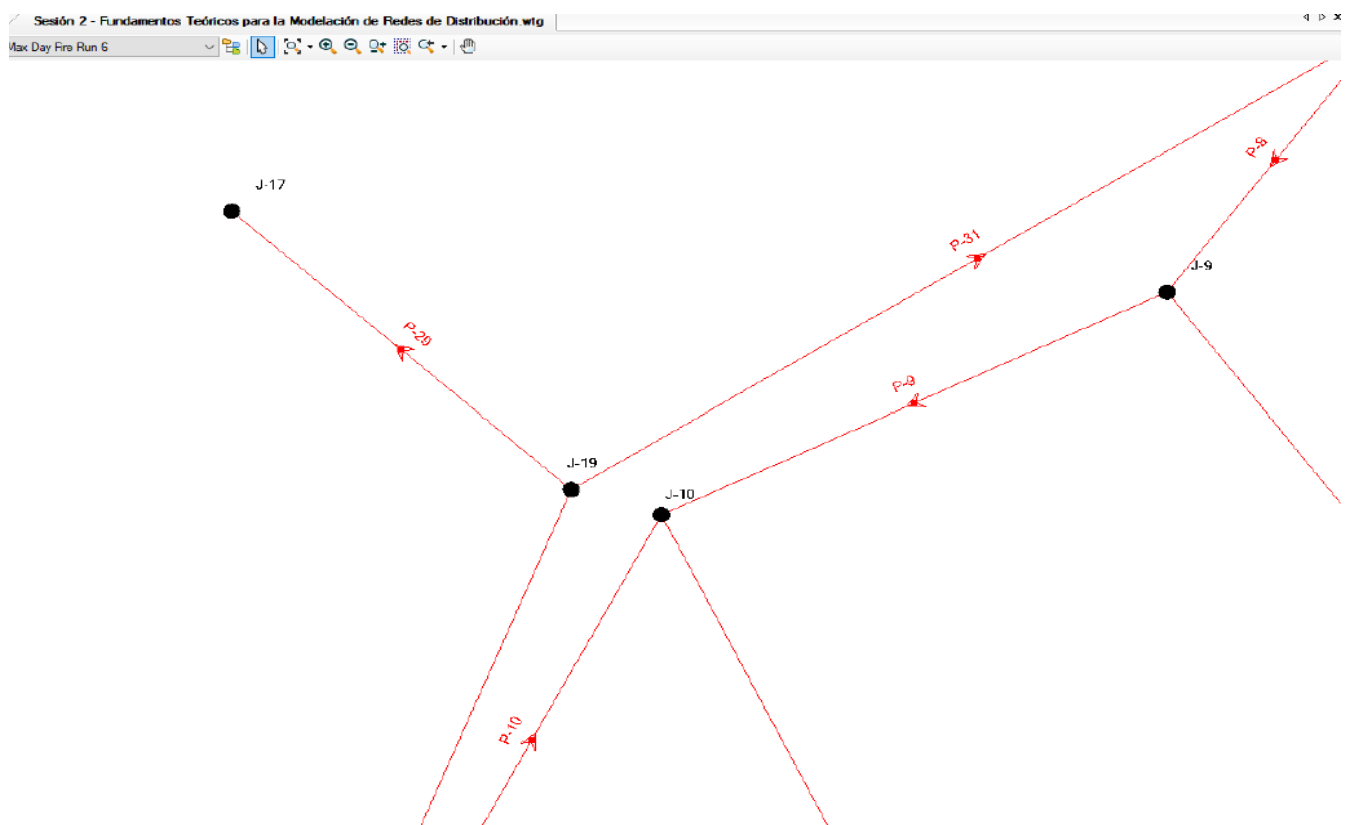 Sesión 2 - Fundamentos Teóricos para la Modelación de Redes de Distribución.wtg
Max Day Fire Run 6
P-8
J-17
P-31
J-9
P-29
P-9
J-19
J-10
P-10